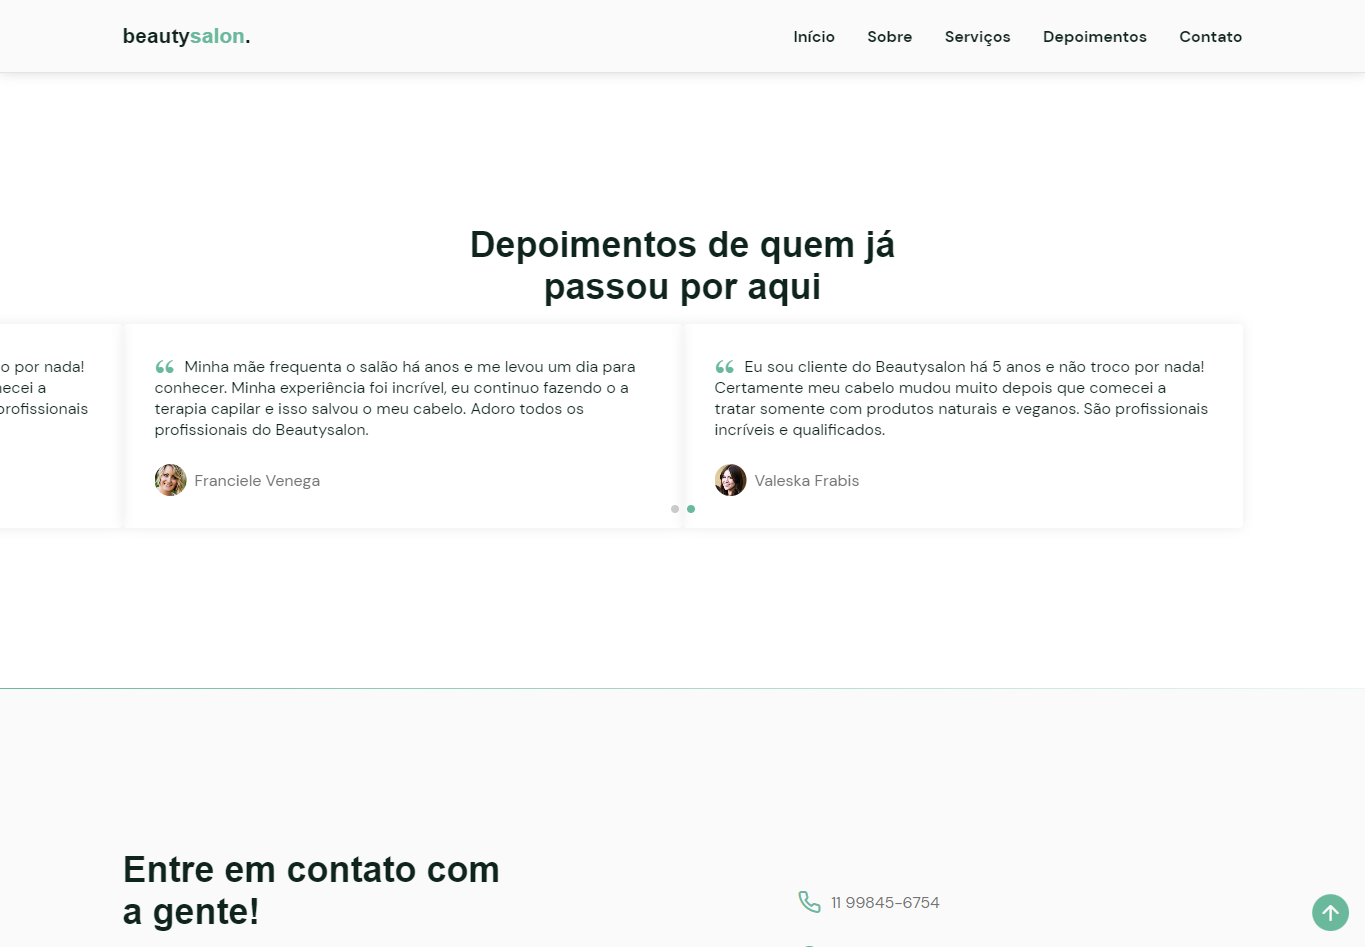 beautysalon.
Início Sobre Serviços Depoimentos Contato
Depoimentos de quem já
passou por aqui
o por nada!
ecei a
profissionais
“ Minha mãe frequenta o salão há anos e me levou um dia para
conhecer. Minha experiência foi incrível, eu continuo fazendo o a
terapia capilar e isso salvou o meu cabelo. Adoro todos os
profissionais do Beautysalon.
Franciele Venega
“ Eu sou cliente do Beautysalon há 5 anos e não troco por nada!
Certamente meu cabelo mudou muito depois que comecei a
tratar somente com produtos naturais e veganos. São profissionais
incríveis e qualificados.
Valeska Frabis
Entre em contato com
a gente!
11 99845-6754